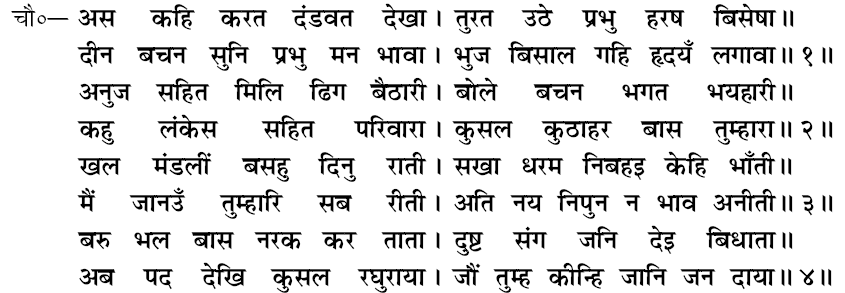 चौ०— अस कहि करत दंडवत देखा। तुरत उठे प्रभु हरष बिसेषा॥
दीन बचन सुनि प्रभु मन भावा। भुज बिसाल गहि हृदयँ लगावा॥ १॥
अनुज सहित मिलि ढिग बैठारी। बोले बचन भगत भयहारी॥
कहु लंकेस सहित परिवारा। कुसल कुठाहर बास तुम्हारा॥ २॥
खल मंडलीं बसहु दिनु राती। सखा धरम निबहइ केहि भाँती॥
मैं जानउँ तुम्हारि सब रीती। अति नय निपुन न भाव अनीती॥ ३॥
बरु भल बास नरक कर ताता। दुष्ट संग जनि देइ बिधाता॥
अब पद देखि कुसल रघुराया। जौं तुम्ह कीन्हि जानि जन दाया॥ ४॥